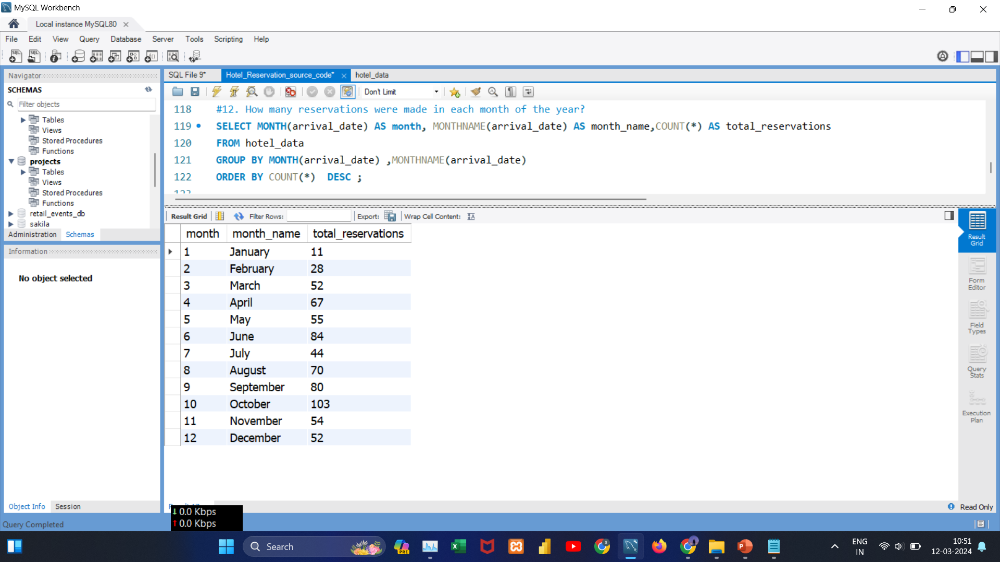 MySQL Workbench
Local instance MySQL80
File Edit View Query Database Server Tools Scripting Help
Navigator
SCHEMAS
Filter objects
Tables
Views
Stored Procedures
Functions
projects
Tables
Views
Stored Procedures
Functions
retail_events_db
sakila
Administration Schemas
Information
No object selected
Object Info Session
SQL File 9* Hotel_Reservation_source_code* hotel_data
Don't Limit
118 #12. How many reservations were made in each month of the year?
119 SELECT MONTH(arrival_date) AS month, MONTHNAME(arrival_date) AS month_name,COUNT(*) AS total_reservations
120 FROM hotel_data
121 GROUP BY MONTH(arrival_date) ,MONTHNAME(arrival_date)
122 ORDER BY COUNT(*)  DESC ;
Result Grid Filter Rows: Export: Wrap Cell Content:
month month_name total_reservations
1 January 11
2 February 28
3 March 52
4 April 67
5 May 55
6 June 84
7 July 44
8 August 70
9 September 80
10 October 103
11 November 54
12 December 52
Result
Grid
Form
Editor
Field
Types
Query
Stats
Execution
Plan
Read Only
0.0 Kbps
0.0 Kbps
Query Completed
Search
PRE
ENG
IN
10:51
12-03-2024